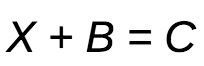 X + B = C